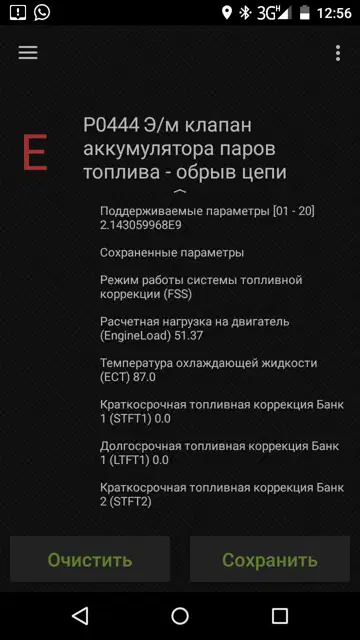 3G H 12:56
E
P0444 Э/м клапан
аккумулятора паров
топлива - обрыв цепи
Поддерживаемые параметры [01 - 20]
2.143059968E9
Сохраненные параметры
Режим работы системы топливной
коррекции (FSS)
Расчетная нагрузка на двигатель
(EngineLoad) 51.37
Температура охлаждающей жидкости
(ECT) 87.0
Краткосрочная топливная коррекция Банк
1 (STFT1) 0.0
Долгосрочная топливная коррекция Банк
1 (LTFT1) 0.0
Краткосрочная топливная коррекция Банк
2 (STFT2)
Очистить Сохранить